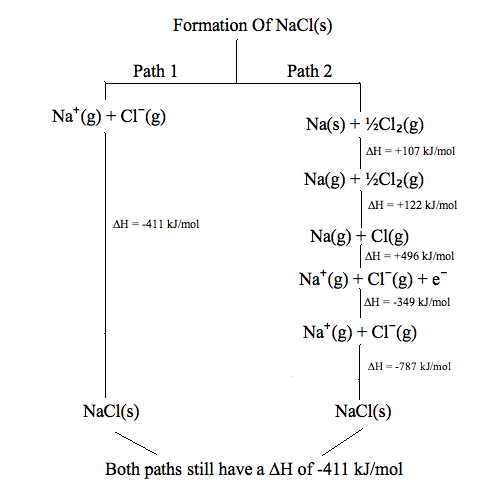 Formation Of NaCl(s)
Path 1
Path 2
Na⁺(g) + Cl⁻(g)
ΔH = -411 kJ/mol
NaCl(s)
Na(s) + ½Cl₂(g)
ΔH = +107 kJ/mol
Na(g) + ½Cl₂(g)
ΔH = +122 kJ/mol
Na(g) + Cl(g)
ΔH = +496 kJ/mol
Na⁺(g) + Cl⁻(g) + e⁻
ΔH = -349 kJ/mol
Na⁺(g) + Cl⁻(g)
ΔH = -787 kJ/mol
NaCl(s)
Both paths still have a ΔH of -411 kJ/mol